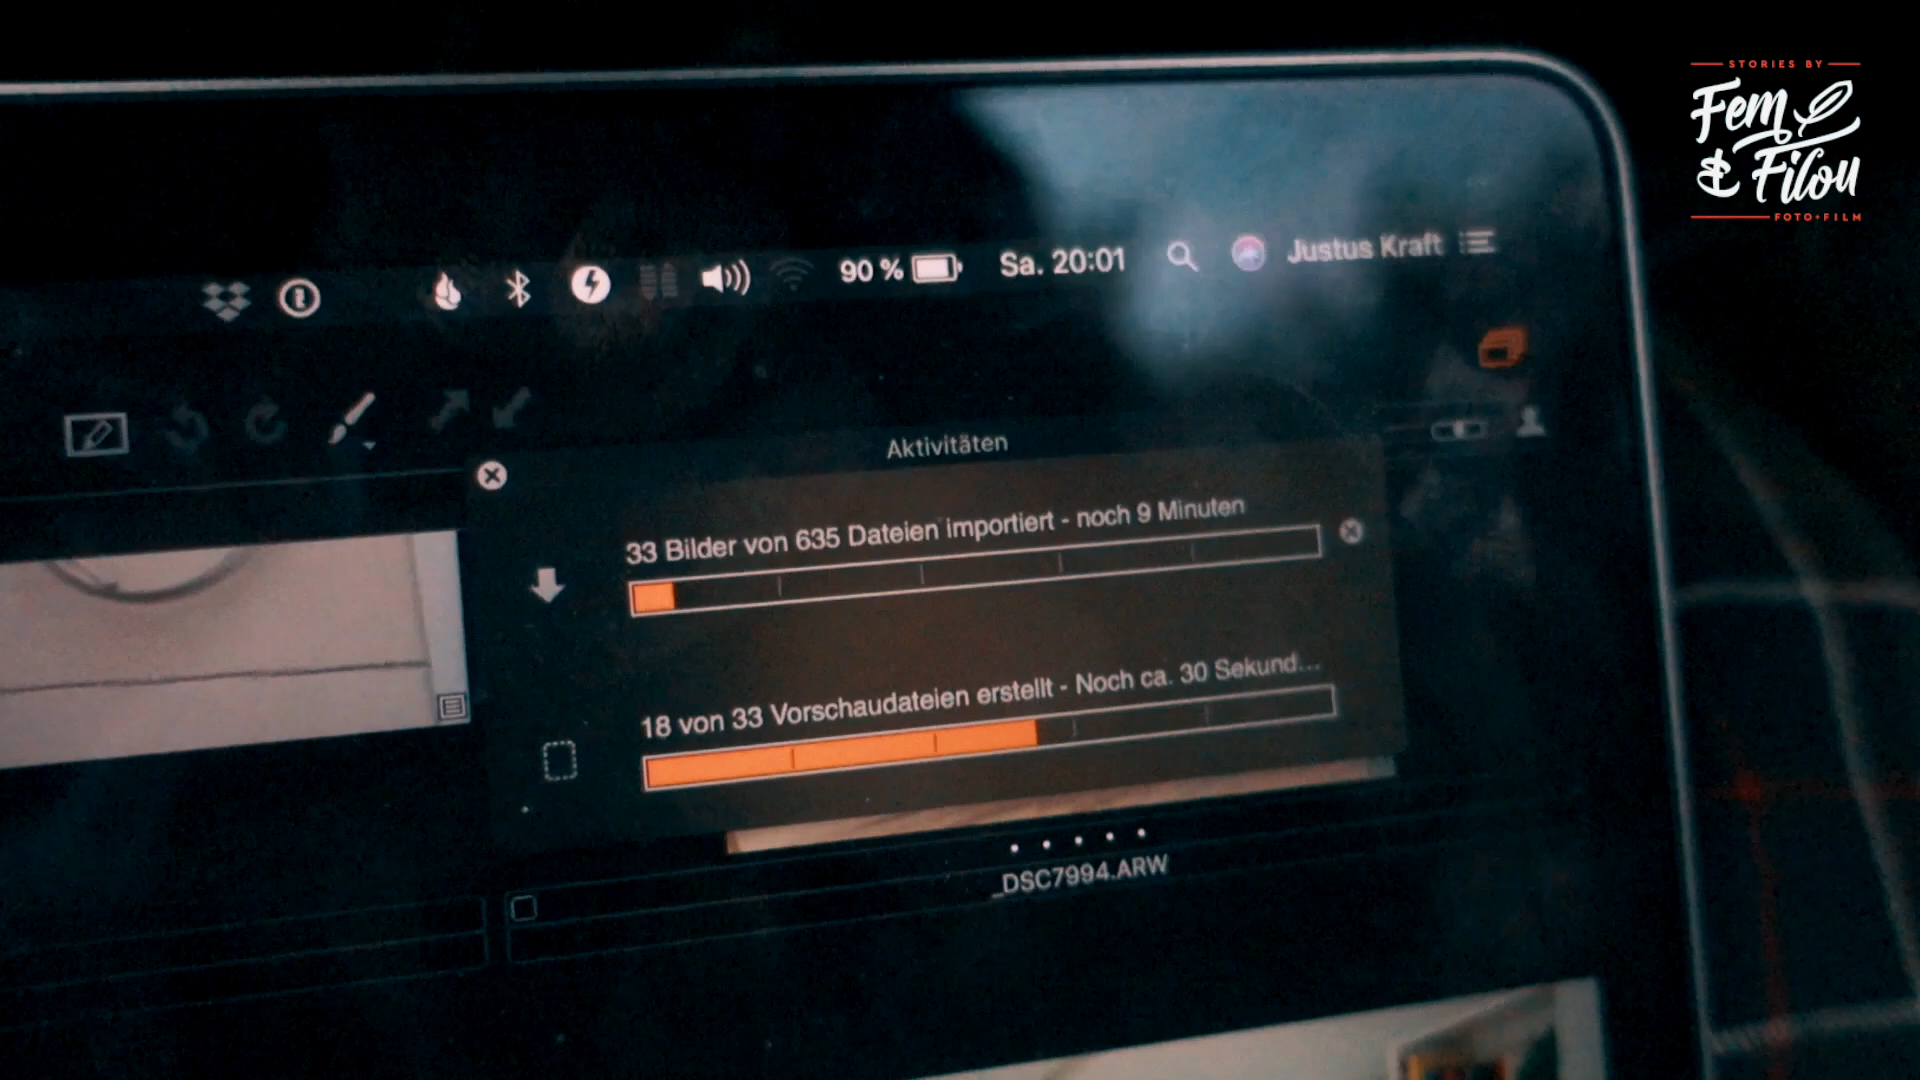 STORIES BY
Fem
& Filou
FOTO+FILM
90 % Sa. 20:01 Justus Kraft
Aktivitäten
33 Bilder von 635 Dateien importiert - noch 9 Minuten
18 von 33 Vorschaudateien erstellt - Noch ca. 30 Sekund...
_DSC7994.ARW